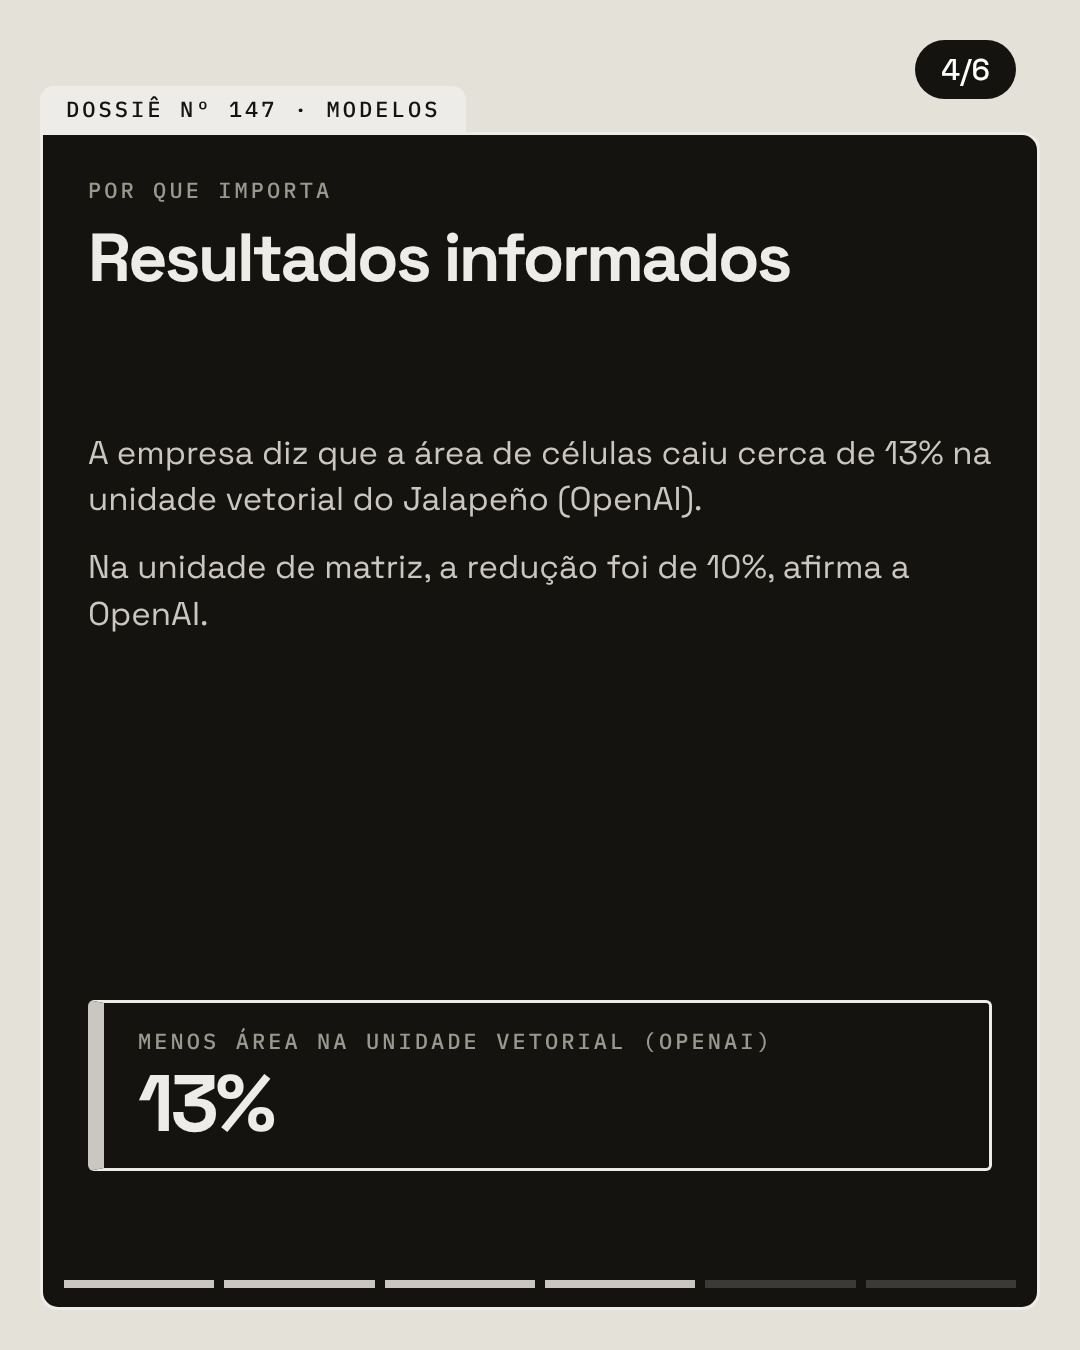 4/6
DOSSIÊ Nº 147 · MODELOS
POR QUE IMPORTA
Resultados informados
A empresa diz que a área de células caiu cerca de 13% na
unidade vetorial do Jalapeño (OpenAI).
Na unidade de matriz, a redução foi de 10%, afirma a
OpenAI.
MENOS ÁREA NA UNIDADE VETORIAL (OPENAI)
13%